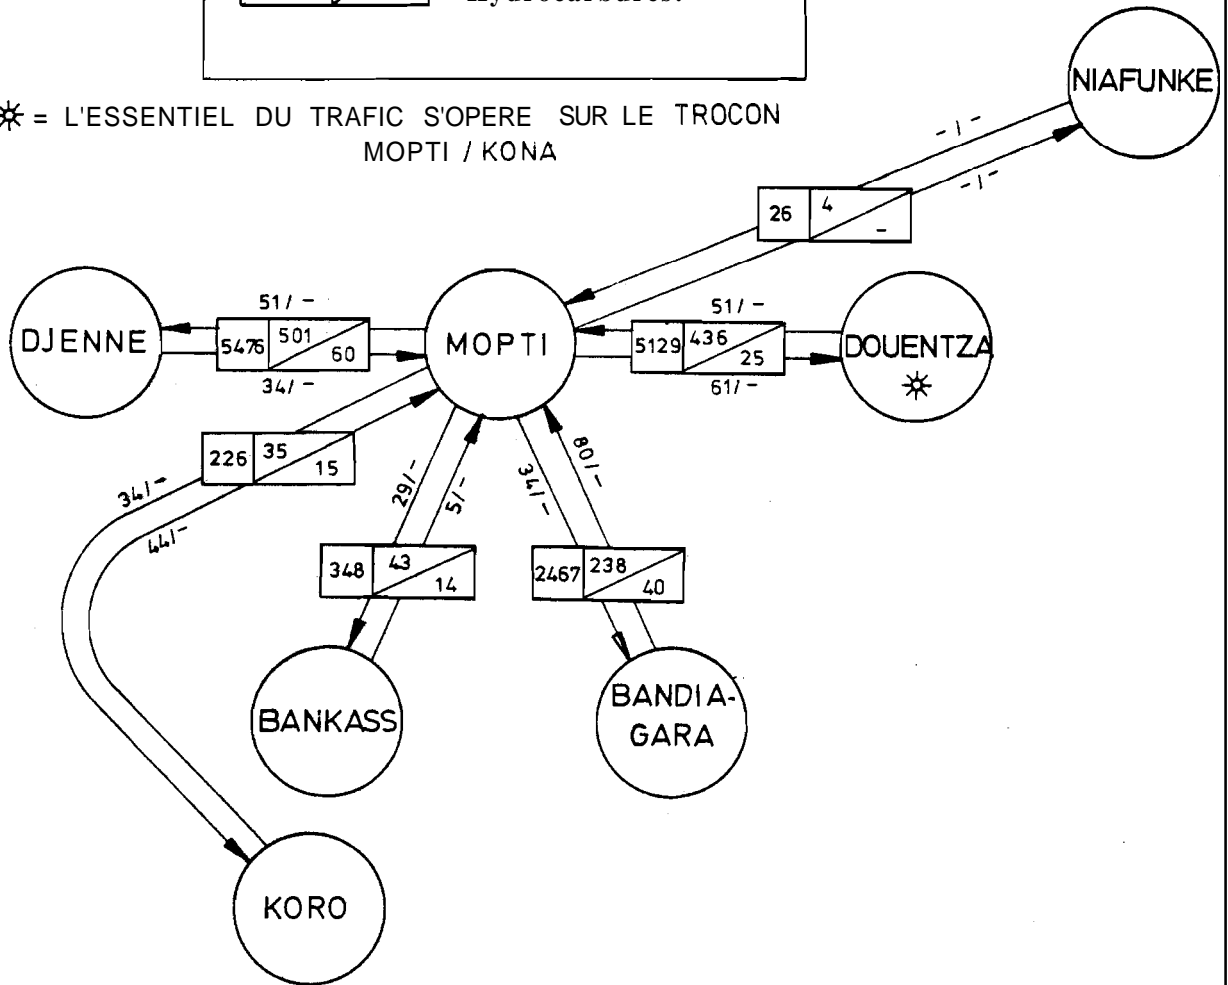 Hydrocarbures.
= L'ESSENTIEL DU TRAFIC S'OPERE SUR LE TROCON
MOPTI / KONA
NIAFUNKE
-/-
-/-
26 4 -
DJENNE
51/-
5476 501 60
34/-
MOPTI
51/-
5129 436 25
61/-
DOUENTZA
226 35 15
34/-
44/-
29/-
5/-
348 43 14
34/-
80/-
2467 238 40
BANKASS
BANDIA-
GARA
KORO